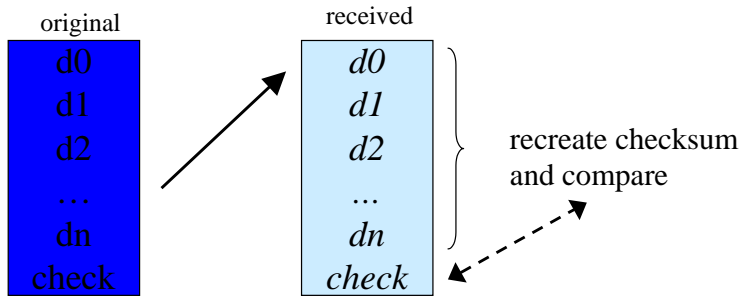 original
d0
d1
d2
…
dn
check
received
d0
d1
d2
...
dn
check
recreate checksum
and compare